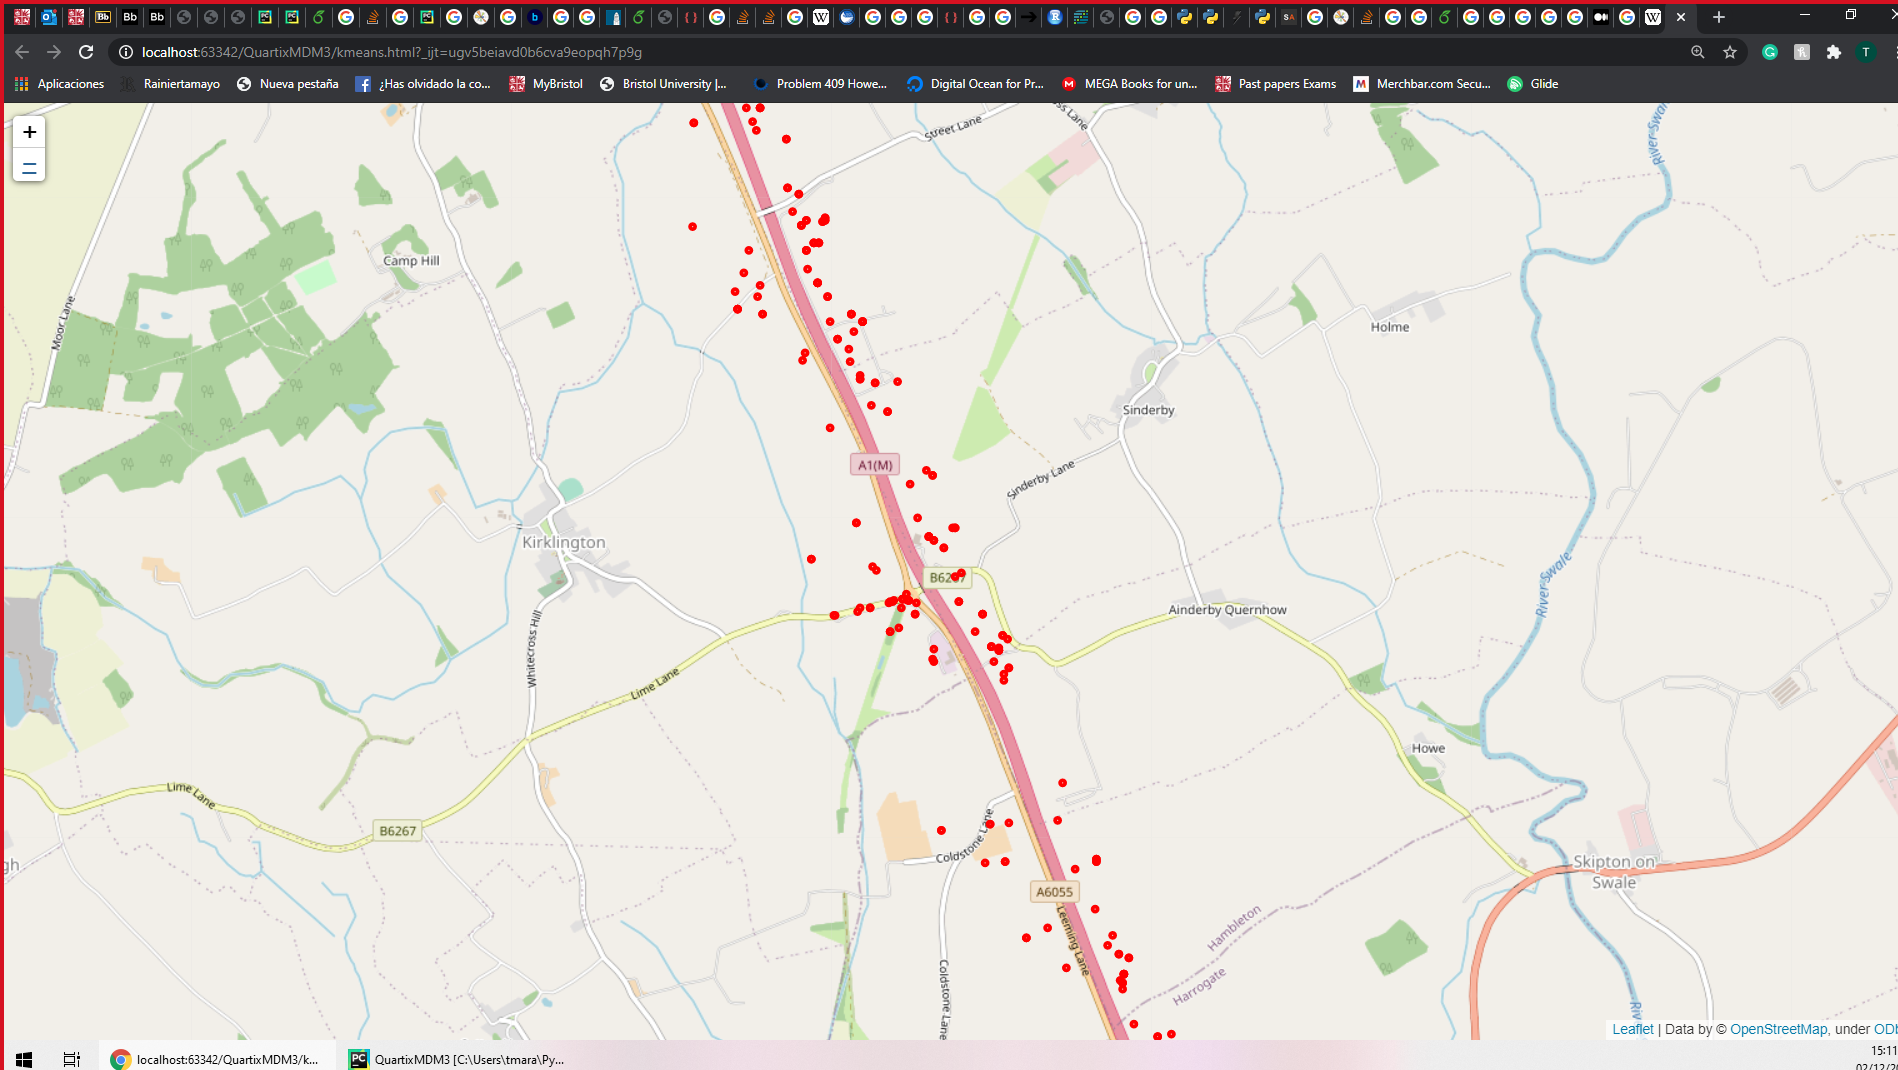 localhost:63342/QuartixMDM3/kmeans.html?_ijt=ugv5beiavd0b6cva9eopqh7p9g
Aplicaciones
Rainiertamayo
Nueva pestaña
¿Has olvidado la co...
MyBristol
Bristol University |...
Problem 409 Howe...
Digital Ocean for Pr...
MEGA Books for un...
Past papers Exams
Merchbar.com Secu...
Glide
+
−
Street Lane
ss Lane
River Swale
Camp Hill
Moor Lane
Holme
Sinderby
A1(M)
Sinderby Lane
Kirklington
B6267
River Swale
Ainderby Quernhow
Whitecross Hill
Lime Lane
Howe
Lime Lane
B6267
Coldstone Lane
gh
Skipton on
Swale
A6055
Leeming Lane
Hambleton
Harrogate
Coldstone Lane
Leaflet | Data by © OpenStreetMap, under ODb
localhost:63342/QuartixMDM3/k...
QuartixMDM3 [C:\Users\tmara\Py...
15:11